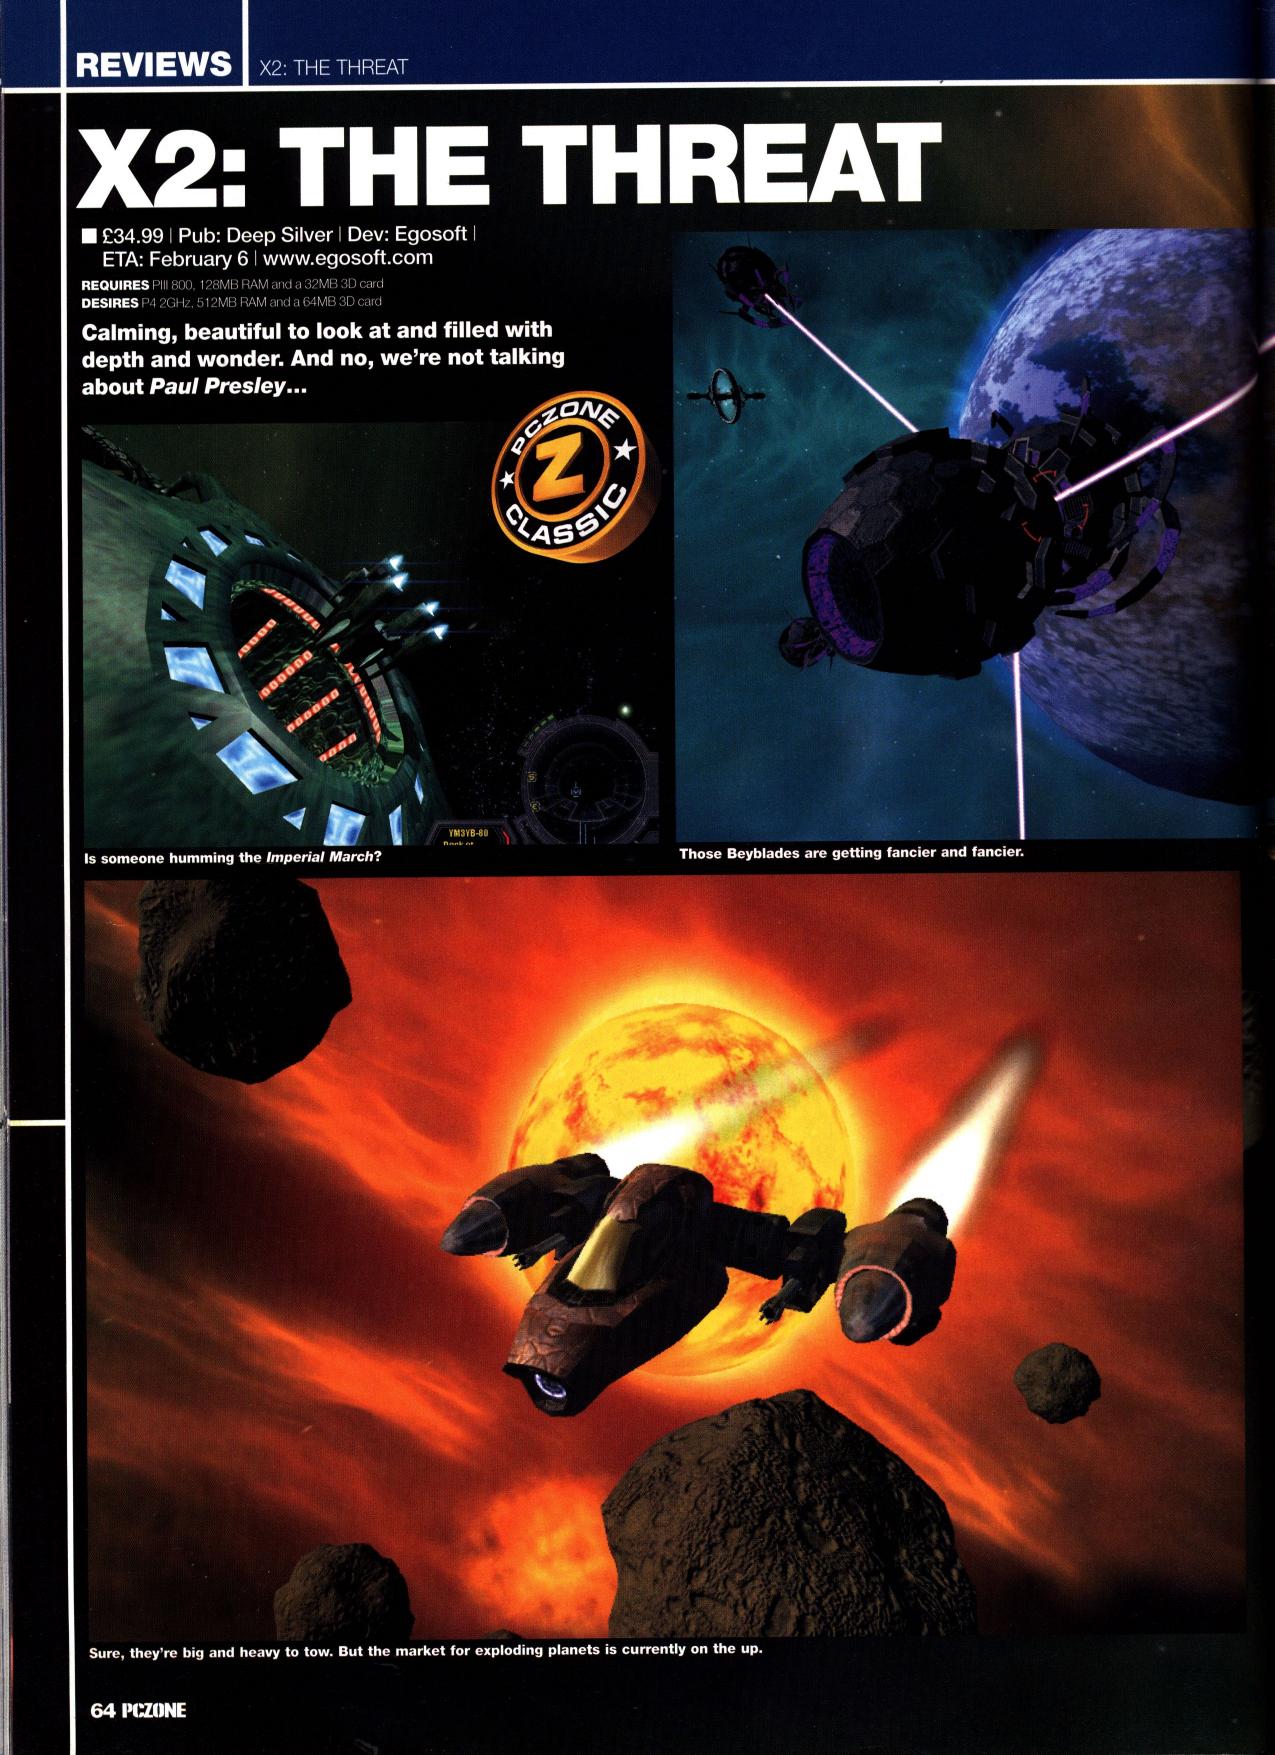 REVIEWS
X2: THE THREAT
X2: THE THREAT
£34.99 | Pub: Deep Silver | Dev: Egosoft |
ETA: February 6 | www.egosoft.com
REQUIRES PIII 800, 128MB RAM and a 32MB 3D card
DESIRES P4 2GHz, 512MB RAM and a 64MB 3D card
Calming, beautiful to look at and filled with
depth and wonder. And no, we're not talking
about Paul Presley...
PCZONE
Z
CLASSIC
YM3YB-80
Is someone humming the Imperial March?
Those Beyblades are getting fancier and fancier.
Sure, they're big and heavy to tow. But the market for exploding planets is currently on the up.
64 PCZONE